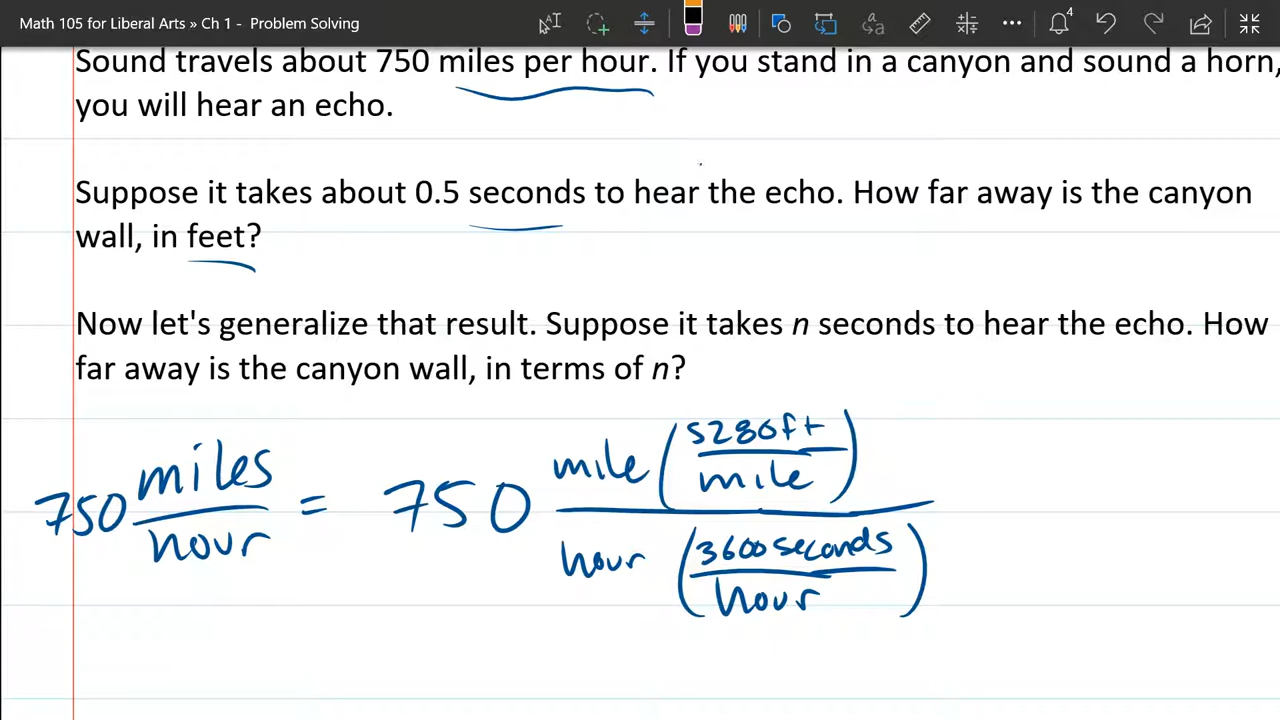 Math 105 for Liberal Arts » Ch 1 - Problem Solving
4
Sound travels about 750 miles per hour. If you stand in a canyon and sound a horn,
you will hear an echo.
Suppose it takes about 0.5 seconds to hear the echo. How far away is the canyon
wall, in feet?
Now let's generalize that result. Suppose it takes n seconds to hear the echo. How
far away is the canyon wall, in terms of n?
750 miles/hour = 750 mile (5280ft/mile)
hour (3600 seconds/hour)